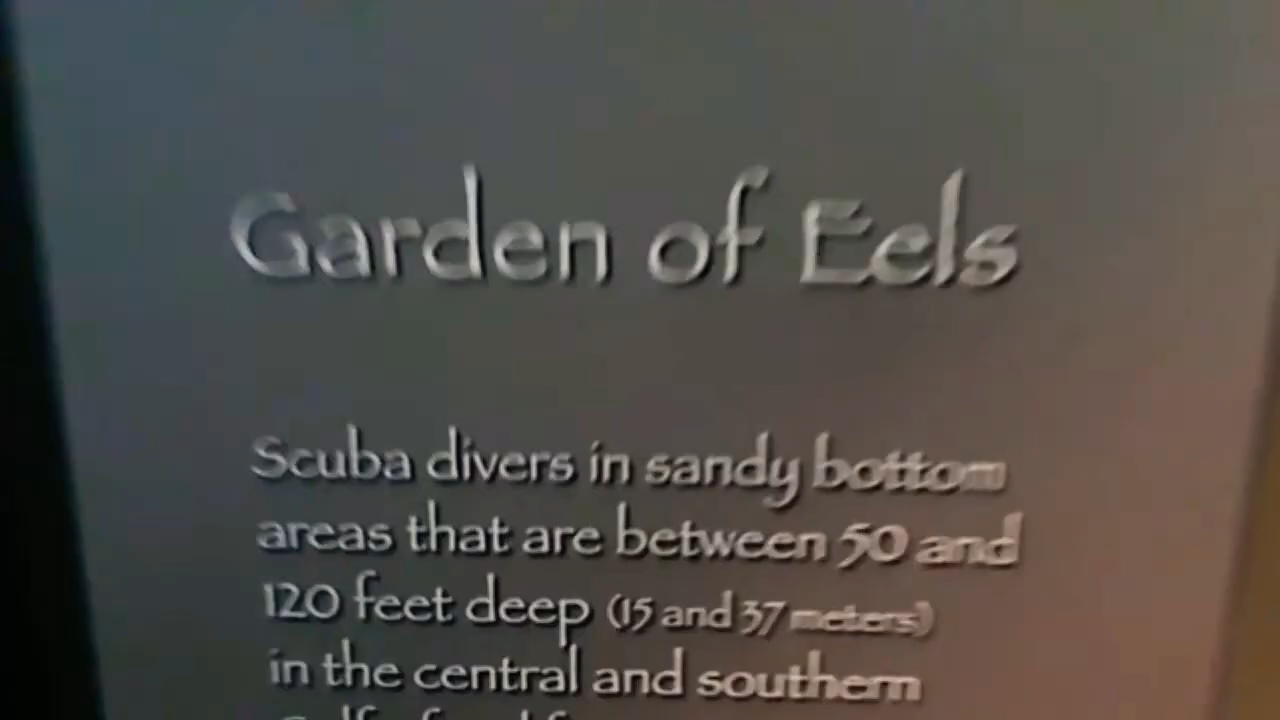 Garden of Eels
Scuba divers in sandy bottom
areas that are between 50 and
120 feet deep (15 and 37 meters)
in the central and southern